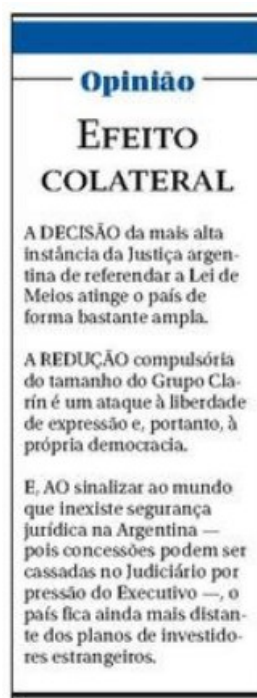 Opinião
EFEITO
COLATERAL
A DECISÃO da mais alta
instância da Justiça argen-
tina de referendar a Lei de
Meios atinge o país de
forma bastante ampla.
A REDUÇÃO compulsória
do tamanho do Grupo Cla-
rín é um ataque à liberdade
de expressão e, portanto, à
própria democracia.
E, AO sinalizar ao mundo
que inexiste segurança
jurídica na Argentina —
pois concessões podem ser
cassadas no Judiciário por
pressão do Executivo —, o
país fica ainda mais distan-
te dos planos de investido-
res estrangeiros.